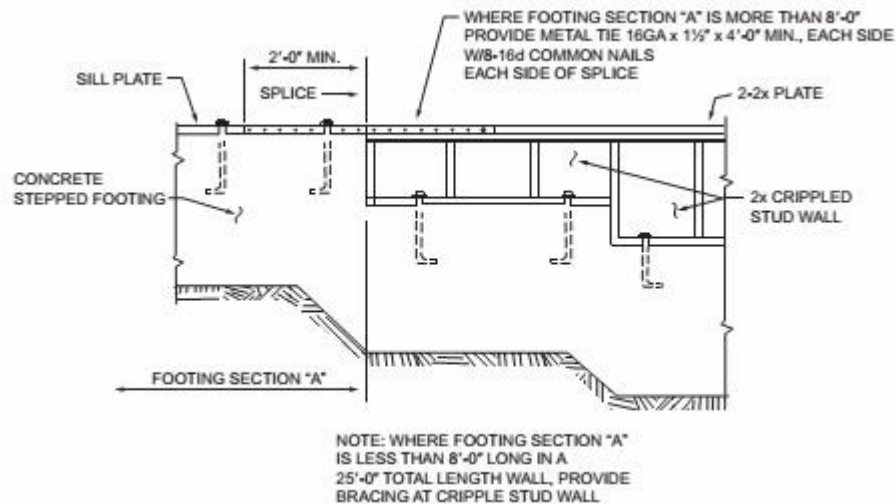 WHERE FOOTING SECTION "A" IS MORE THAN 8'-0"
PROVIDE METAL TIE 16GA x 1½" x 4'-0" MIN., EACH SIDE
W/8-16d COMMON NAILS
EACH SIDE OF SPLICE
2'-0" MIN.
SILL PLATE
SPLICE
2-2x PLATE
CONCRETE
STEPPED FOOTING
2x CRIPPLED
STUD WALL
FOOTING SECTION "A"
NOTE: WHERE FOOTING SECTION "A"
IS LESS THAN 8'-0" LONG IN A
25'-0" TOTAL LENGTH WALL, PROVIDE
BRACING AT CRIPPLE STUD WALL